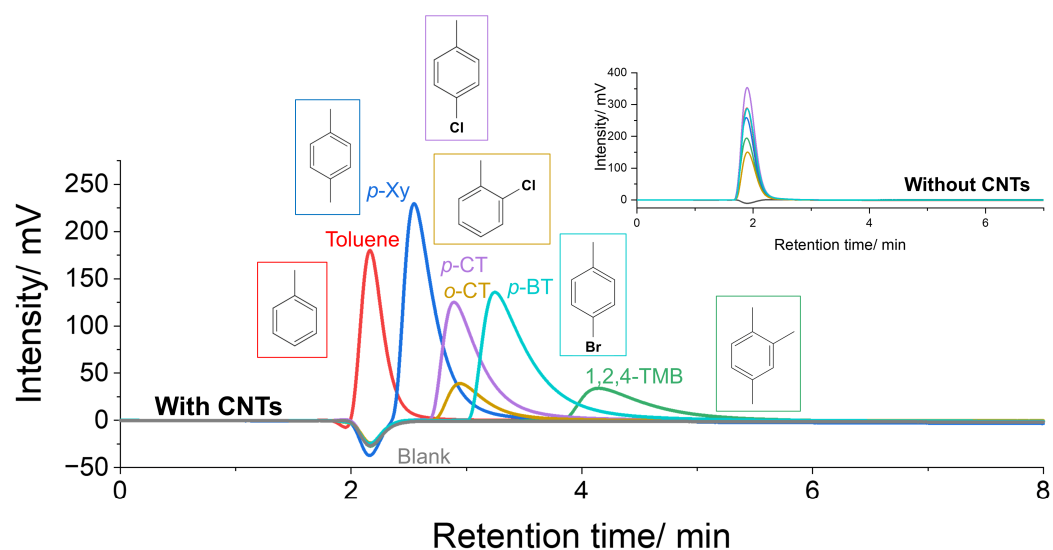 Cl
400
300
200
100
0
Intensity/ mV
Without CNTs
0
2
4
6
Retention time/ min
p-Xy
Cl
Toluene
p-CT
o-CT
p-BT
Br
1,2,4-TMB
250
200
150
100
50
0
−50
Intensity/ mV
With CNTs
Blank
0
2
4
6
8
Retention time/ min